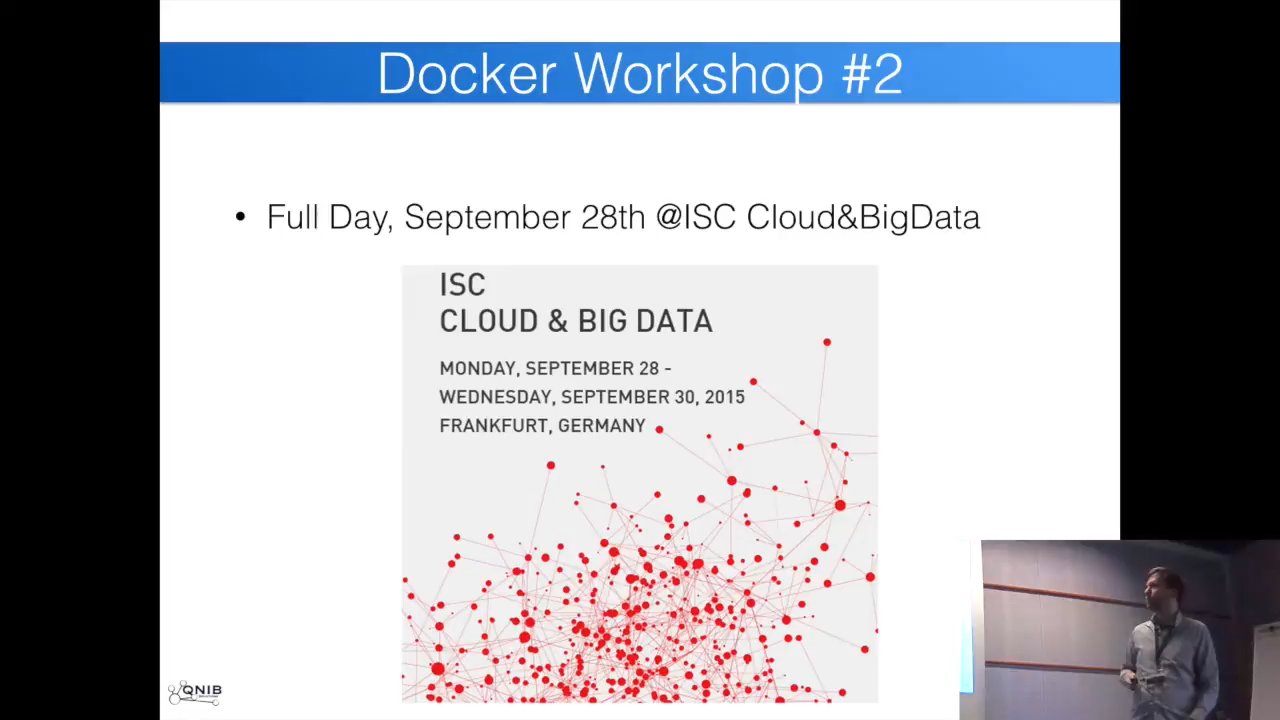 Docker Workshop #2
• Full Day, September 28th @ISC Cloud&BigData
ISC
CLOUD & BIG DATA
MONDAY, SEPTEMBER 28 -
WEDNESDAY, SEPTEMBER 30, 2015
FRANKFURT, GERMANY
QNIB